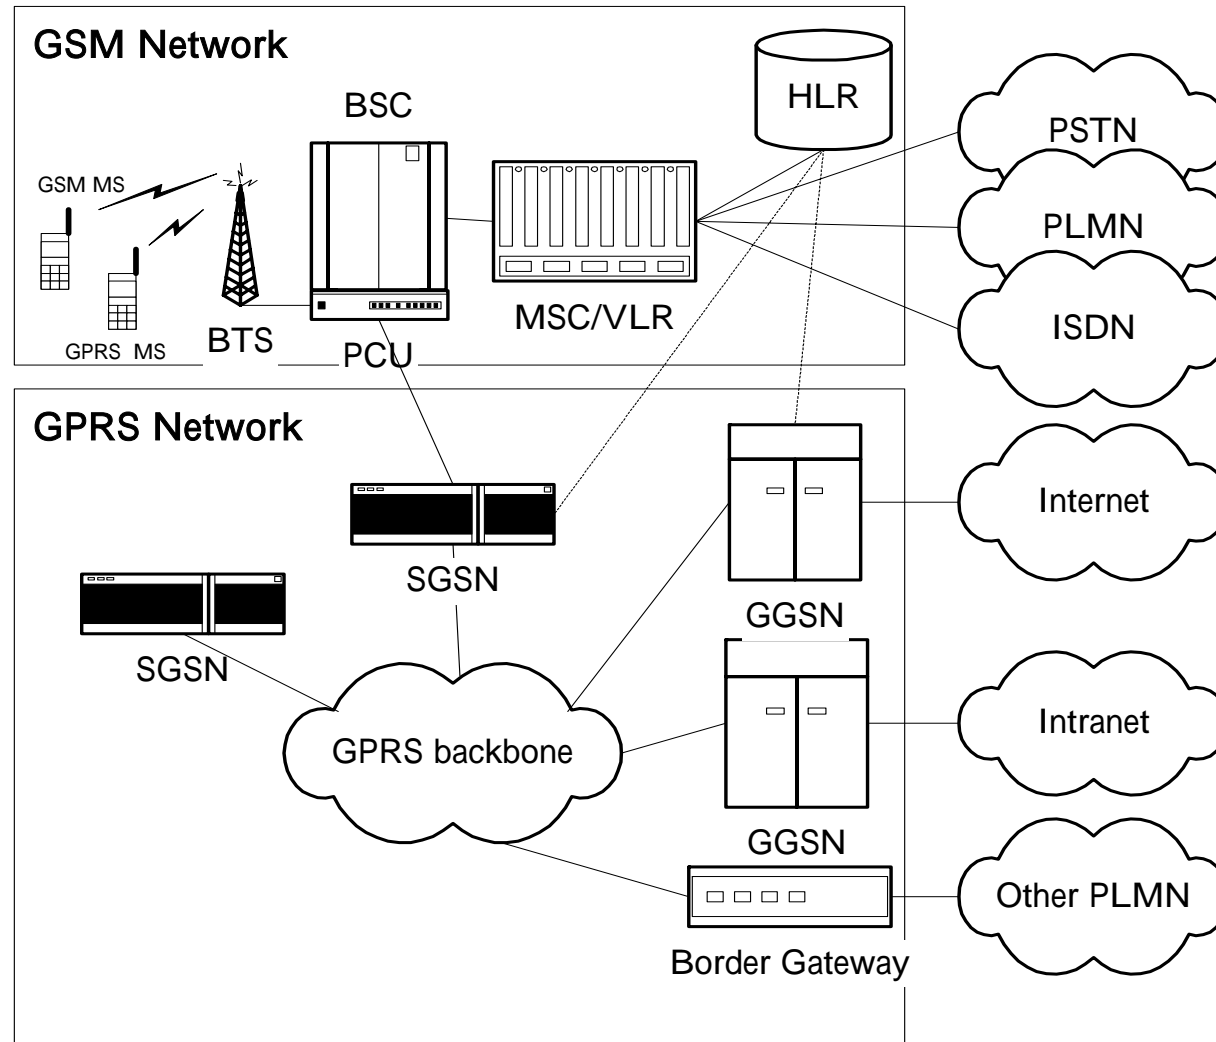 GSM Network
HLR
BSC
PSTN
GSM MS
PLMN
MSC/VLR
ISDN
BTS
GPRS MS
PCU
GPRS Network
Internet
SGSN
GGSN
SGSN
Intranet
GPRS backbone
GGSN
Other PLMN
Border Gateway